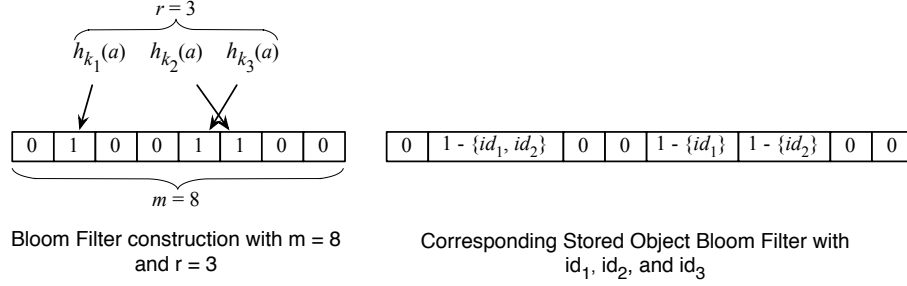 r = 3
h_{k_1}(a) h_{k_2}(a) h_{k_3}(a)
0 1 0 0 1 1 0 0
m = 8
Bloom Filter construction with m = 8
and r = 3
0 1 - {id_1, id_2} 0 0 1 - {id_1} 1 - {id_2} 0 0
Corresponding Stored Object Bloom Filter with
id_1, id_2, and id_3